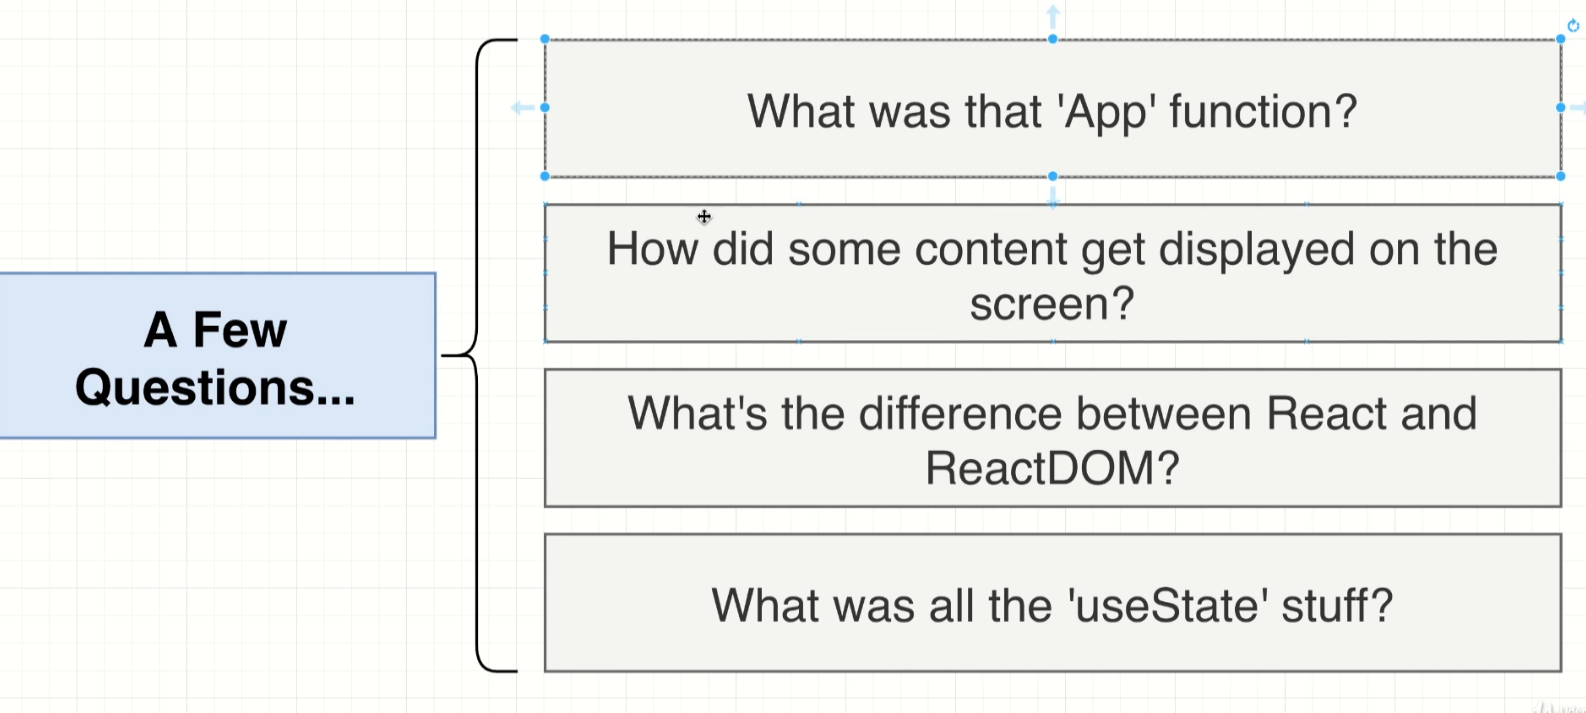 A Few
Questions...
What was that 'App' function?
How did some content get displayed on the
screen?
What's the difference between React and
ReactDOM?
What was all the 'useState' stuff?